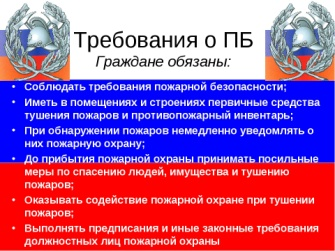 Требования о ПБ
Граждане обязаны:
• Соблюдать требования пожарной безопасности;
• Иметь в помещениях и строениях первичные средства
тушения пожаров и противопожарный инвентарь;
• При обнаружении пожаров немедленно уведомлять о
них пожарную охрану;
• До прибытия пожарной охраны принимать посильные
меры по спасению людей, имущества и тушению
пожаров;
• Оказывать содействие пожарной охране при тушении
пожаров;
• Выполнять предписания и иные законные требования
должностных лиц пожарной охраны